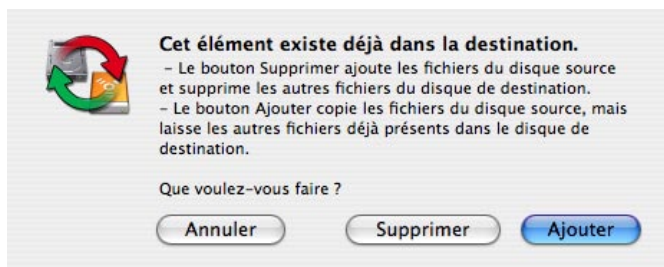 Cet élément existe déjà dans la destination.
– Le bouton Supprimer ajoute les fichiers du disque source
et supprime les autres fichiers du disque de destination.
– Le bouton Ajouter copie les fichiers du disque source, mais
laisse les autres fichiers déjà présents dans le disque de
destination.
Que voulez-vous faire ?
Annuler
Supprimer
Ajouter